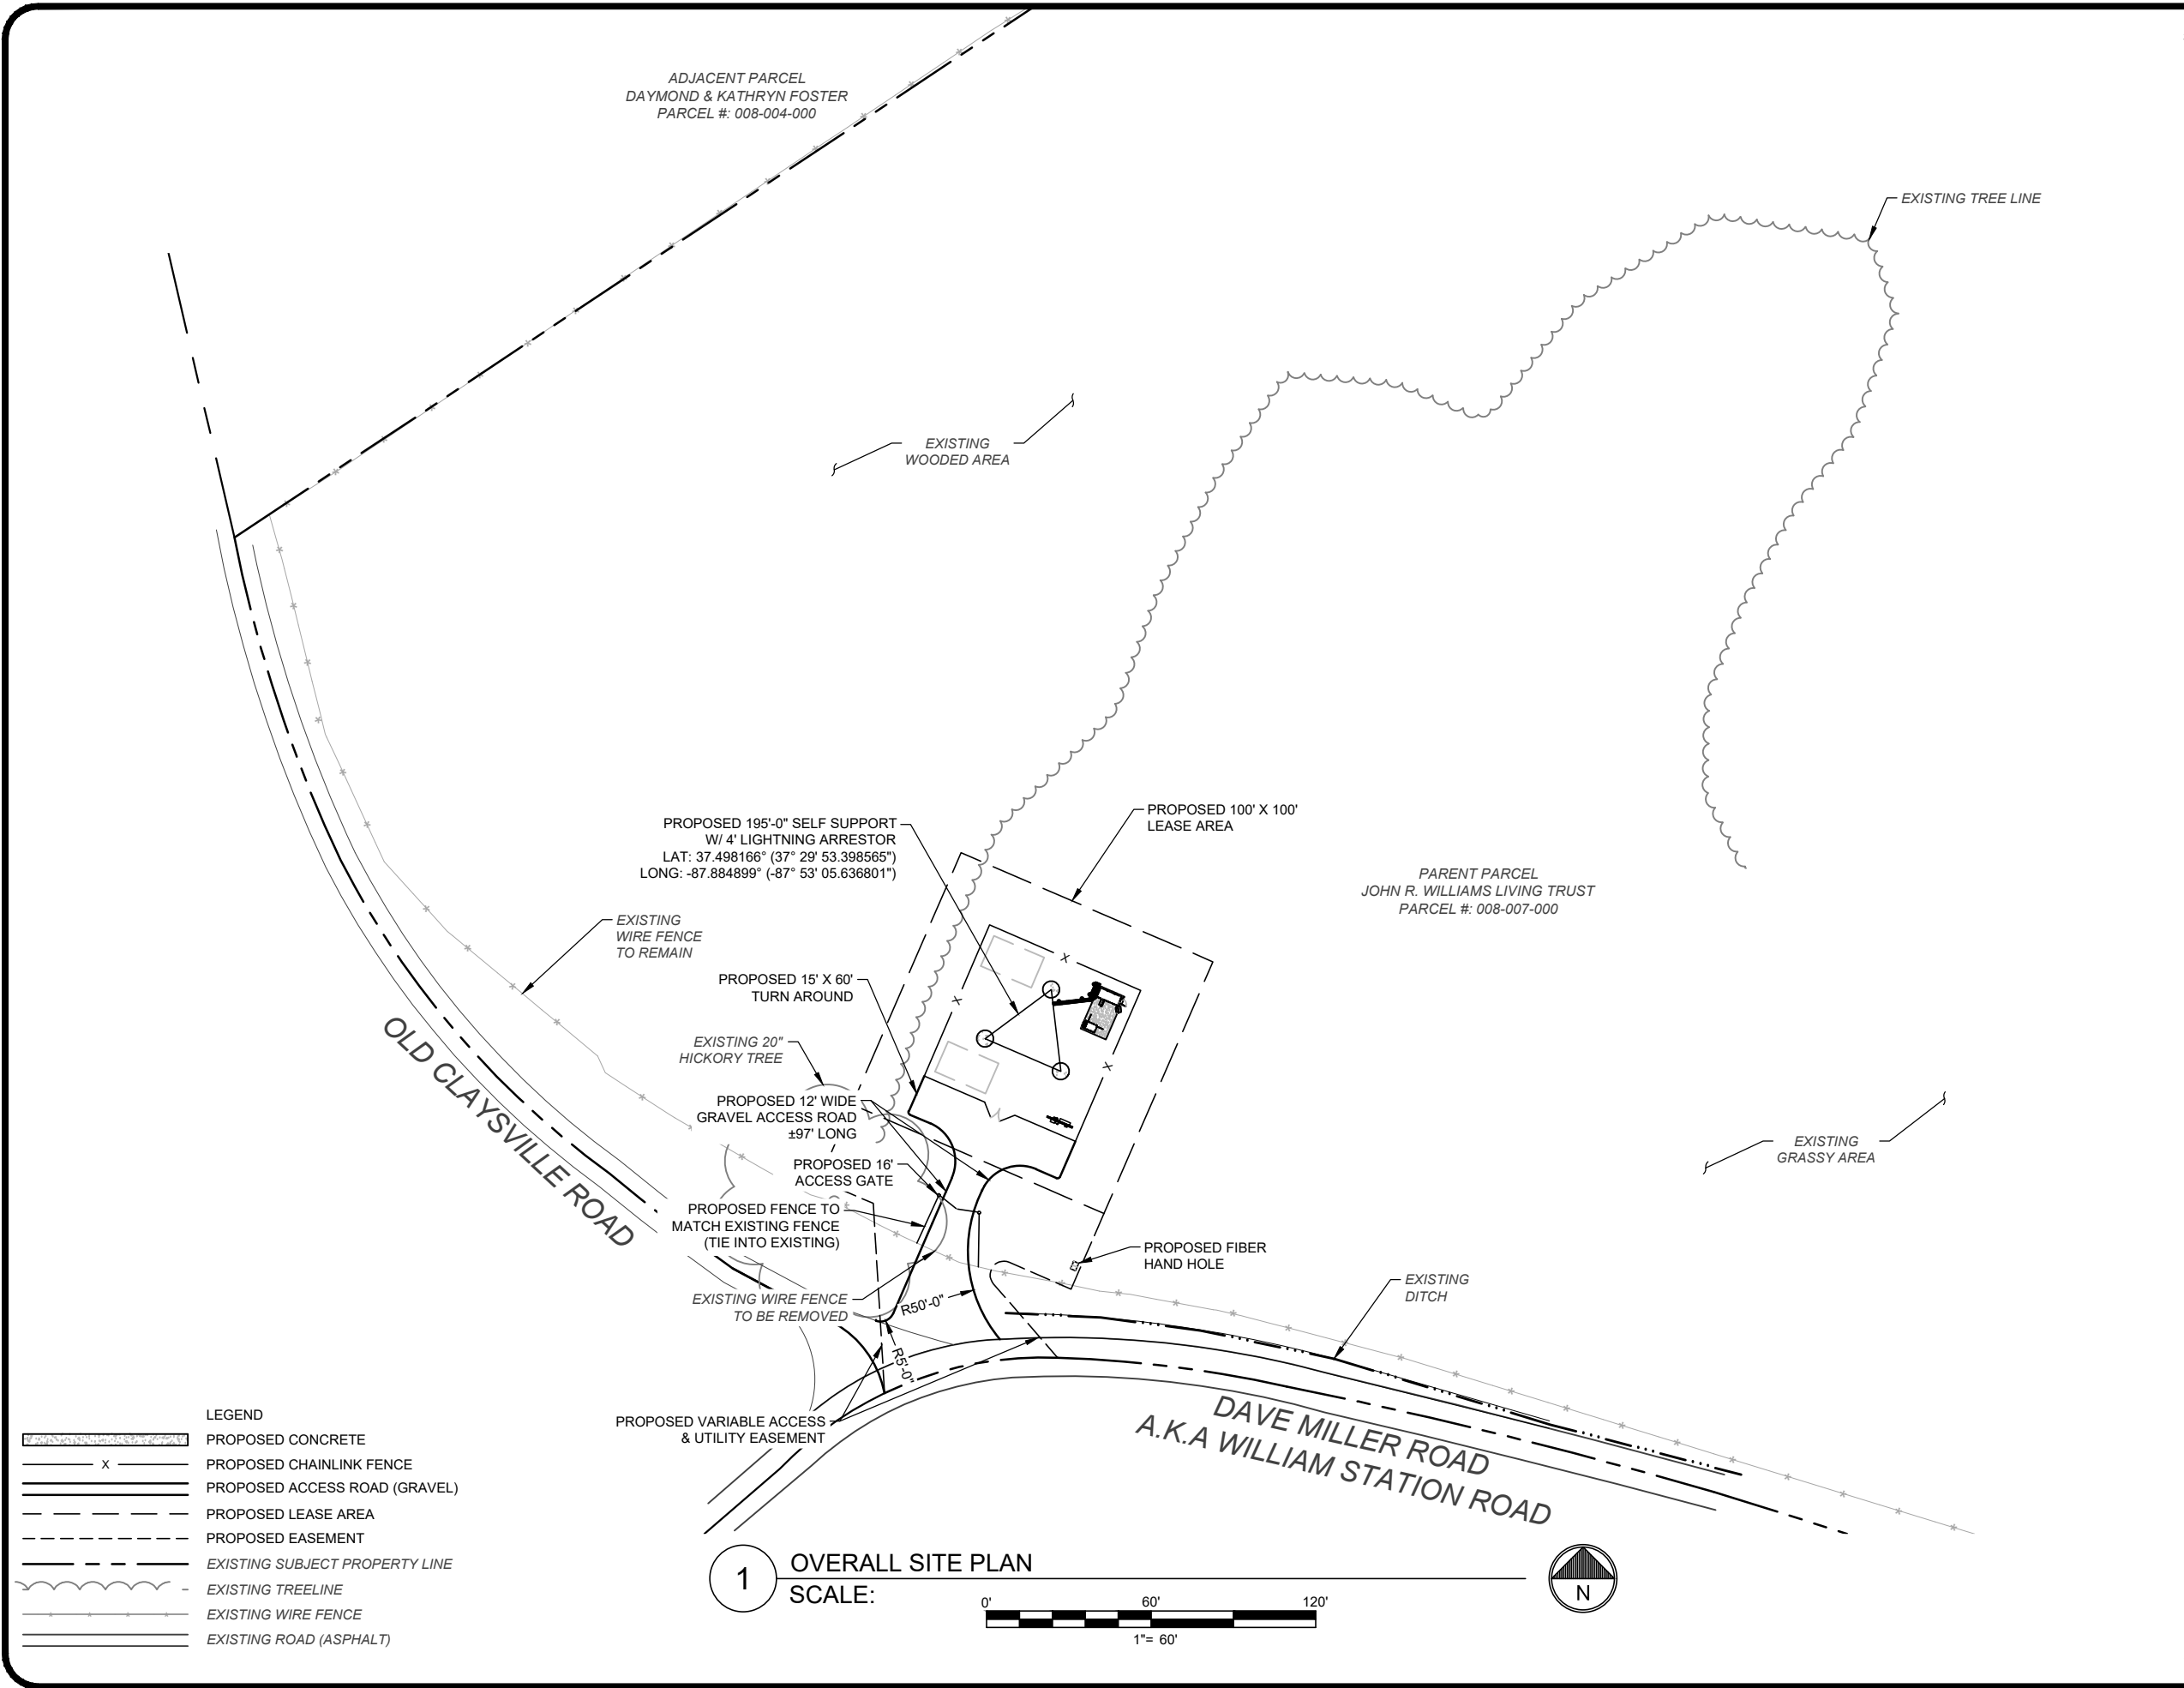 ADJACENT PARCEL
DAYMOND & KATHRYN FOSTER
PARCEL #: 008-004-000
EXISTING TREE LINE
EXISTING
WOODED AREA
PROPOSED 195'-0" SELF SUPPORT
W/ 4' LIGHTNING ARRESTOR
LAT: 37.498166° (37° 29' 53.398565")
LONG: -87.884899° (-87° 53' 05.636801")
PROPOSED 100' X 100'
LEASE AREA
PARENT PARCEL
JOHN R. WILLIAMS LIVING TRUST
PARCEL #: 008-007-000
EXISTING
WIRE FENCE
TO REMAIN
PROPOSED 15' X 60'
TURN AROUND
X
X
X
OLD CLAYSVILLE ROAD
EXISTING 20"
HICKORY TREE
PROPOSED 12' WIDE
GRAVEL ACCESS ROAD
±97' LONG
PROPOSED 16'
ACCESS GATE
EXISTING
GRASSY AREA
PROPOSED FENCE TO
MATCH EXISTING FENCE
(TIE INTO EXISTING)
PROPOSED FIBER
HAND HOLE
EXISTING
DITCH
EXISTING WIRE FENCE
TO BE REMOVED
R50'-0"
R5'-0"
PROPOSED VARIABLE ACCESS
& UTILITY EASEMENT
DAVE MILLER ROAD
A.K.A WILLIAM STATION ROAD
LEGEND
PROPOSED CONCRETE
X PROPOSED CHAINLINK FENCE
PROPOSED ACCESS ROAD (GRAVEL)
PROPOSED LEASE AREA
PROPOSED EASEMENT
EXISTING SUBJECT PROPERTY LINE
EXISTING TREELINE
EXISTING WIRE FENCE
EXISTING ROAD (ASPHALT)
1 OVERALL SITE PLAN
SCALE:
0' 60' 120'
1"= 60'
N